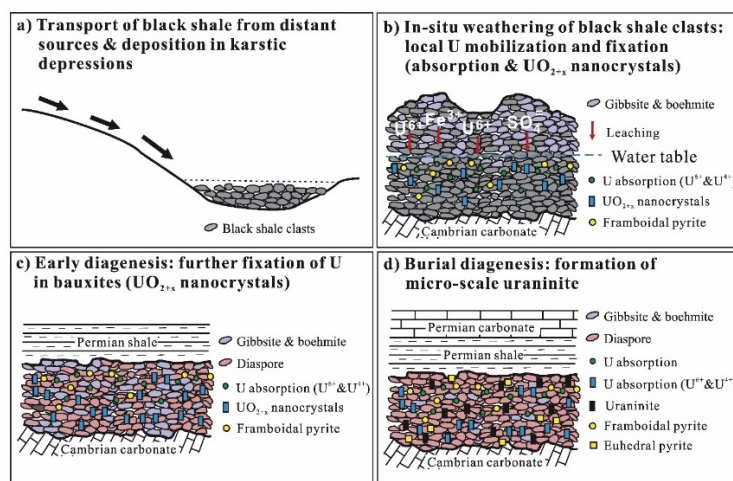 a) Transport of black shale from distant
sources & deposition in karstic
depressions
Black shale clasts
b) In-situ weathering of black shale clasts:
local U mobilization and fixation
(absorption & UO₂₊ₓ nanocrystals)
U⁶⁺ Fe³⁺ U⁶⁺ SO₄⁻
Gibbsite & boehmite
Leaching
Water table
U absorption (U⁶⁺&U⁴⁺)
UO₂₊ₓ nanocrystals
Framboidal pyrite
Cambrian carbonate
c) Early diagenesis: further fixation of U
in bauxites (UO₂₊ₓ nanocrystals)
Permian shale
Gibbsite & boehmite
Diaspore
U absorption (U⁶⁺&U⁴⁺)
UO₂₊ₓ nanocrystals
Framboidal pyrite
Cambrian carbonate
d) Burial diagenesis: formation of
micro-scale uraninite
Permian carbonate
Permian shale
Gibbsite & boehmite
Diaspore
U absorption
U absorption (U⁶⁺&U⁴⁺)
Uraninite
Framboidal pyrite
Euhedral pyrite
Cambrian carbonate